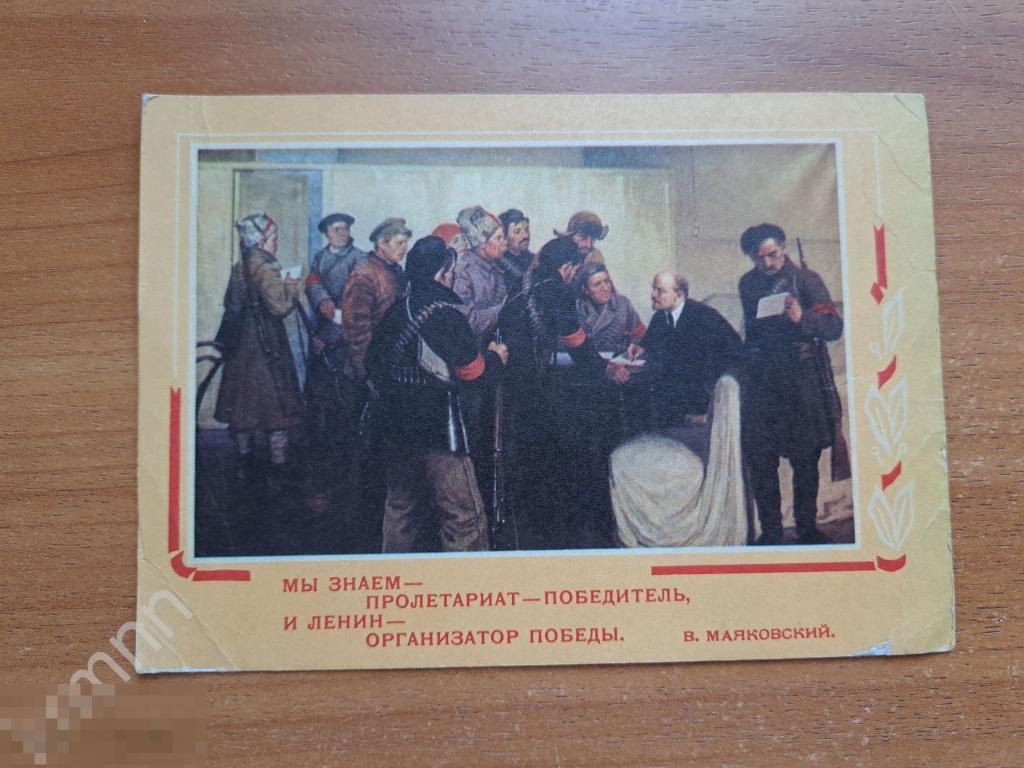 МЫ ЗНАЕМ—
ПРОЛЕТАРИАТ—ПОБЕДИТЕЛЬ,
И ЛЕНИН—
ОРГАНИЗАТОР ПОБЕДЫ. В. МАЯКОВСКИЙ.